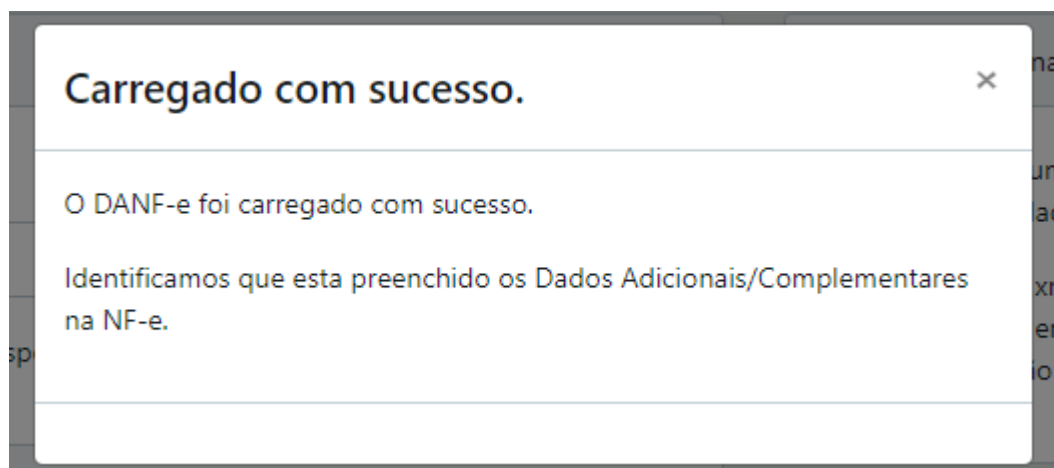 Carregado com sucesso.
×
O DANF-e foi carregado com sucesso.
Identificamos que esta preenchido os Dados Adicionais/Complementares
na NF-e.